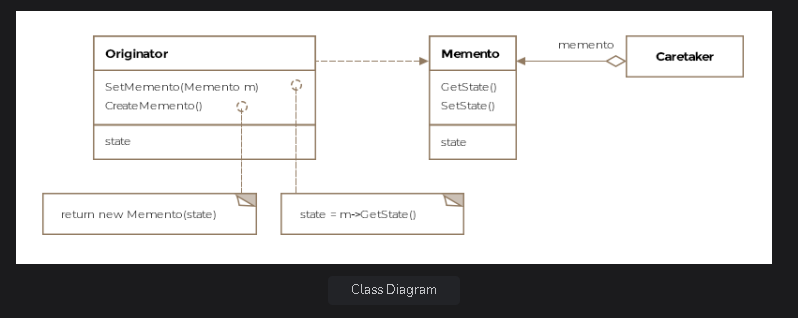 Originator
SetMemento(Memento m)
CreateMemento()
state
Memento
GetState()
SetState()
state
memento
Caretaker
return new Memento(state)
state = m->GetState()
Class Diagram